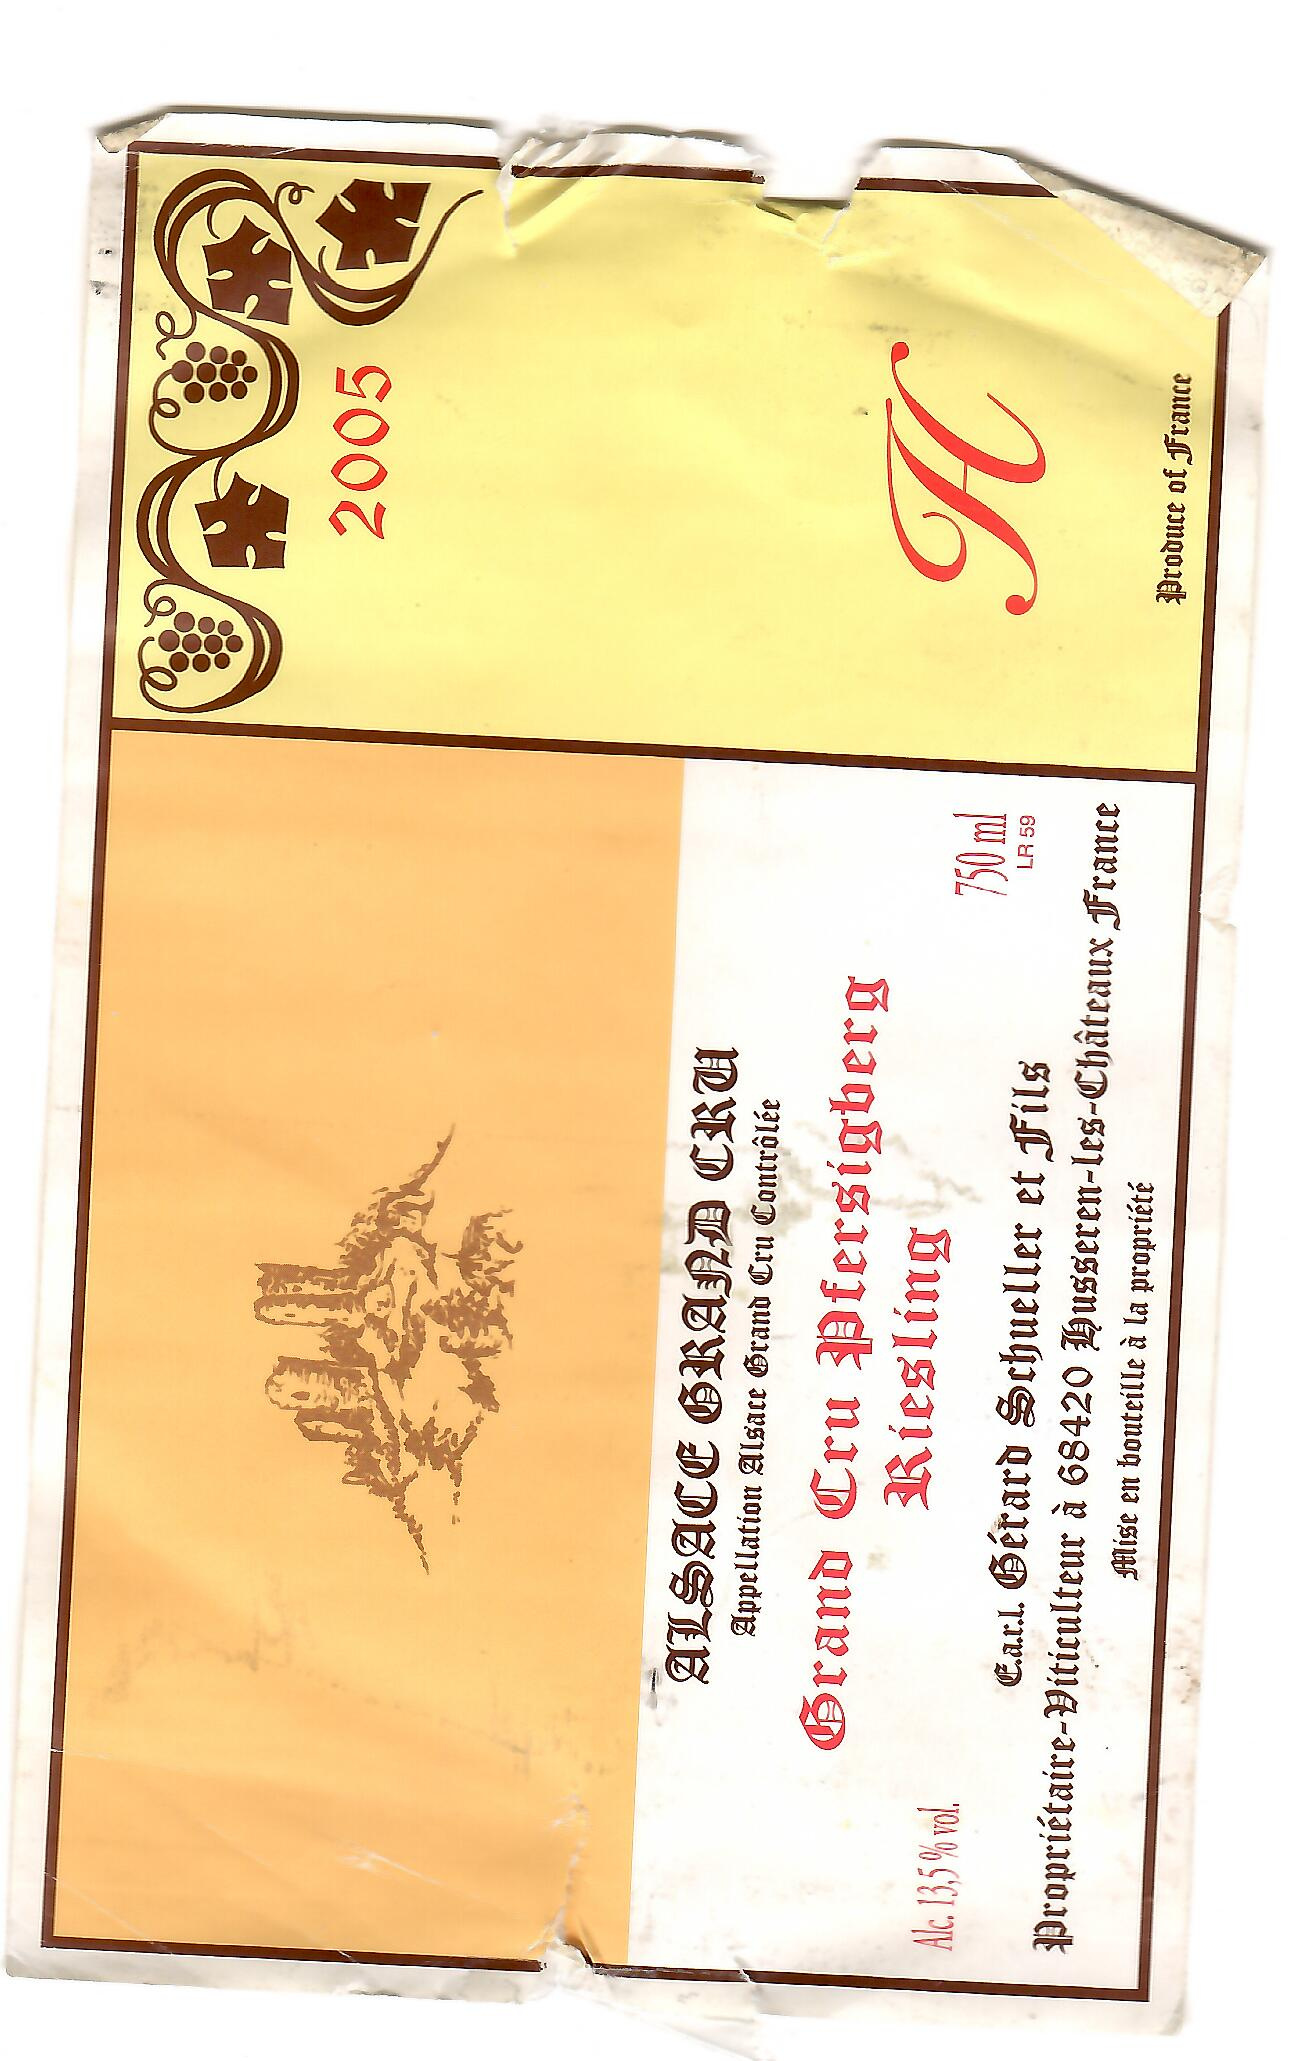 ALSACE GRAND CRU
Appellation Alsace Grand Cru Contrôlée
Grand Cru Pfersigberg
Riesling
Alc. 13,5 % vol.
750 ml
LR 59
E.a.r.l. Gérard Schueller et Fils
Propriétaire-Viticulteur à 68420 Husseren-les-Châteaux France
Mise en bouteille à la propriété
2005
H
Produce of France